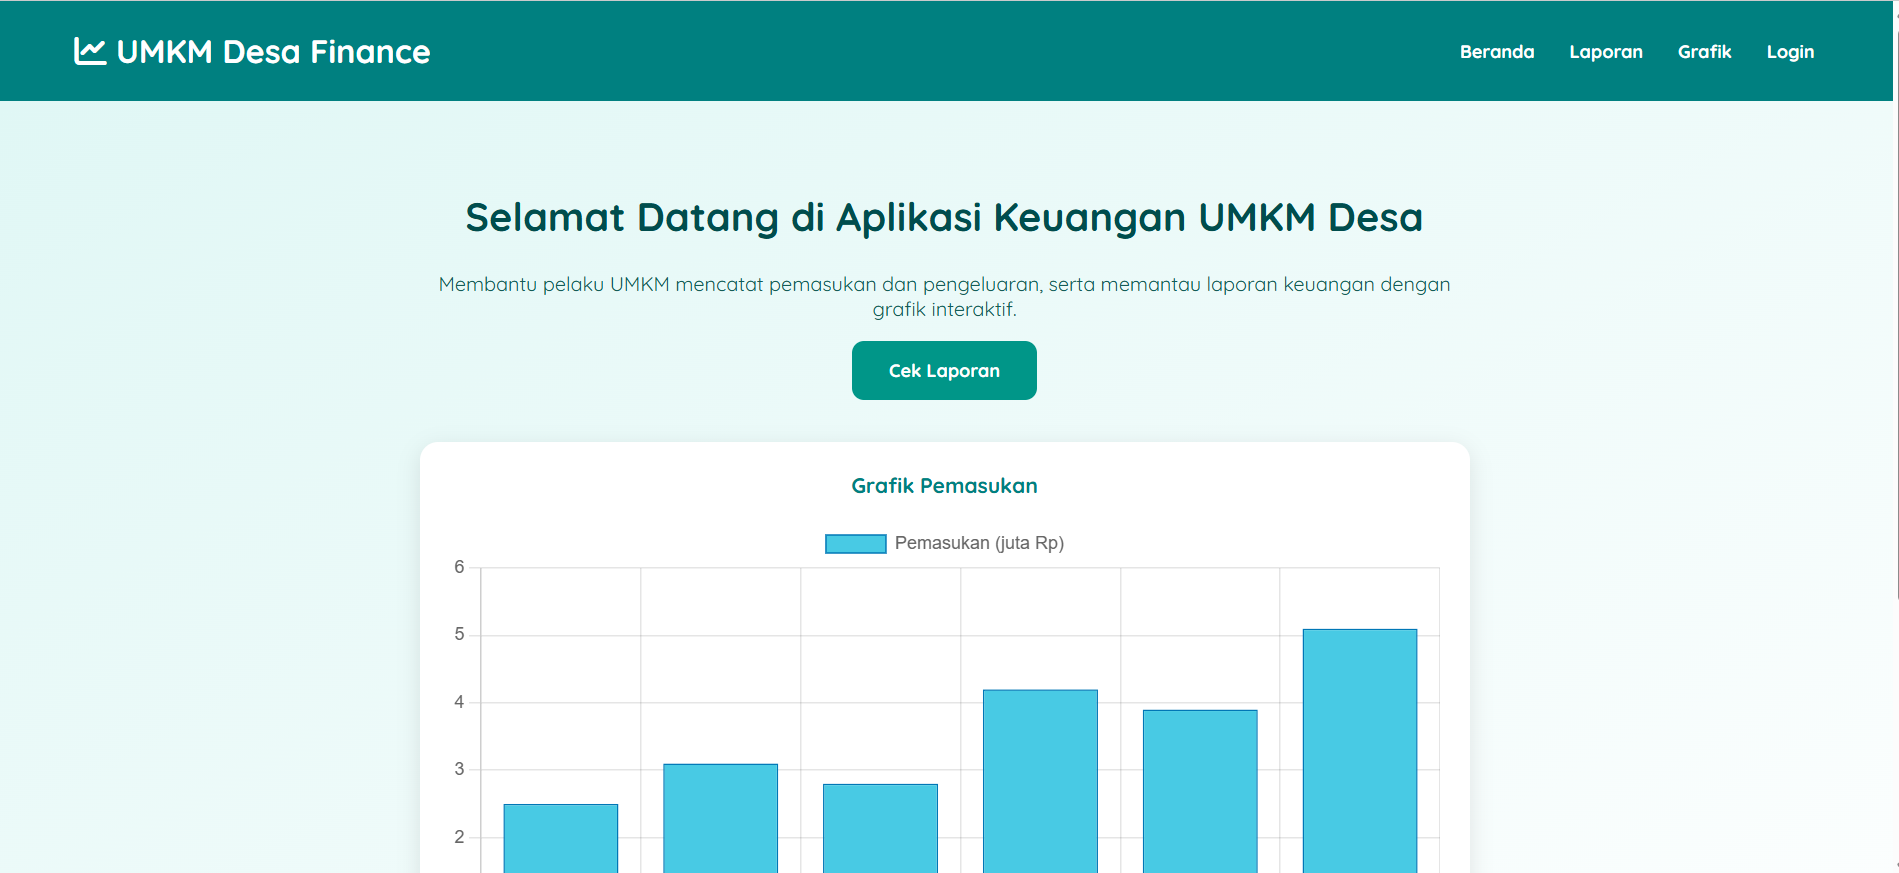 UMKM Desa Finance
Beranda
Laporan
Grafik
Login
Selamat Datang di Aplikasi Keuangan UMKM Desa
Membantu pelaku UMKM mencatat pemasukan dan pengeluaran, serta memantau laporan keuangan dengan
grafik interaktif.
Cek Laporan
Grafik Pemasukan
Pemasukan (juta Rp)
6
5
4
3
2